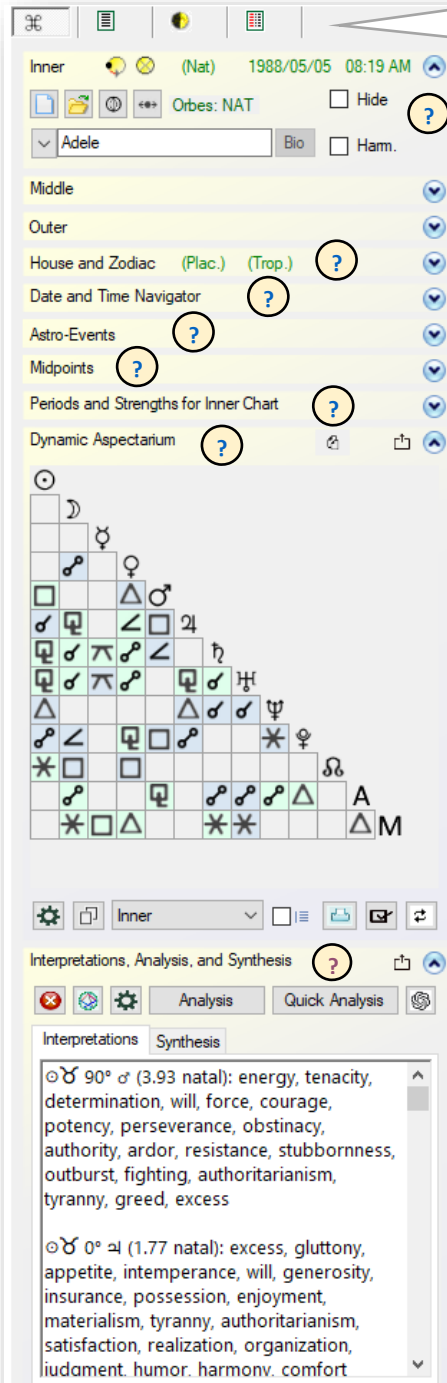 ⌘
Inner (Nat) 1988/05/05 08:19 AM
Orbes: NAT Hide
?
Adele Bio Harm.
Middle
Outer
House and Zodiac (Plac.) (Trop.) ?
Date and Time Navigator ?
Astro-Events ?
Midpoints ?
Periods and Strengths for Inner Chart ?
Dynamic Aspectarium ?
☉
☽
☿
☍ ♀
□ △ ♂
☌ ⚼ ∠ □ ♃
⚼ ☌ ⚻ ☍ ∠ ♄
⚼ ☌ ⚻ ☍ ⚼ ☌ ♅
△ △ ☌ ☌ ♆
☍ ∠ ⚼ □ ☍ ⚹ ♇
⚹ □ □ ☊
☍ ⚼ ☍ ☍ ☍ △ A
⚹ □ △ ⚹ ⚹ △ M
Inner
Interpretations, Analysis, and Synthesis ?
Analysis Quick Analysis
Interpretations Synthesis
☉♉ 90° ♂ (3.93 natal): energy, tenacity,
determination, will, force, courage,
potency, perseverance, obstinacy,
authority, ardor, resistance, stubbornness,
outburst, fighting, authoritarianism,
tyranny, greed, excess
☉♉ 0° ♃ (1.77 natal): excess, gluttony,
appetite, intemperance, will, generosity,
insurance, possession, enjoyment,
materialism, tyranny, authoritarianism,
satisfaction, realization, organization,
judgment, humor, harmony, comfort